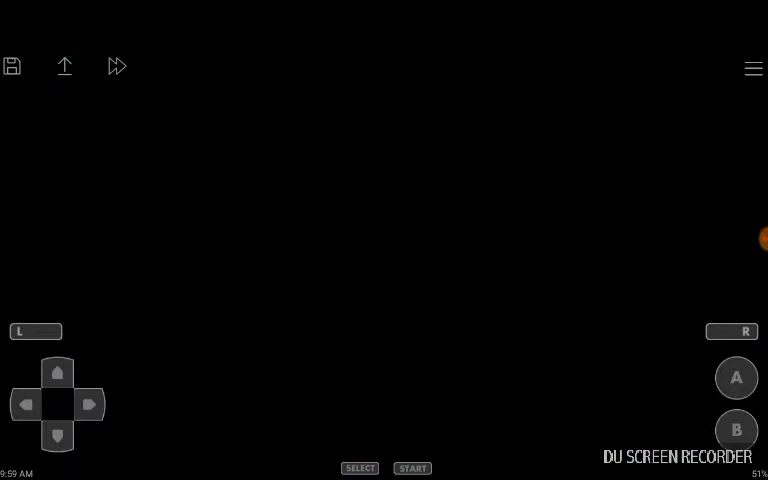 L
R
A
B
DU SCREEN RECORDER
SELECT
START
9:59 AM
51%